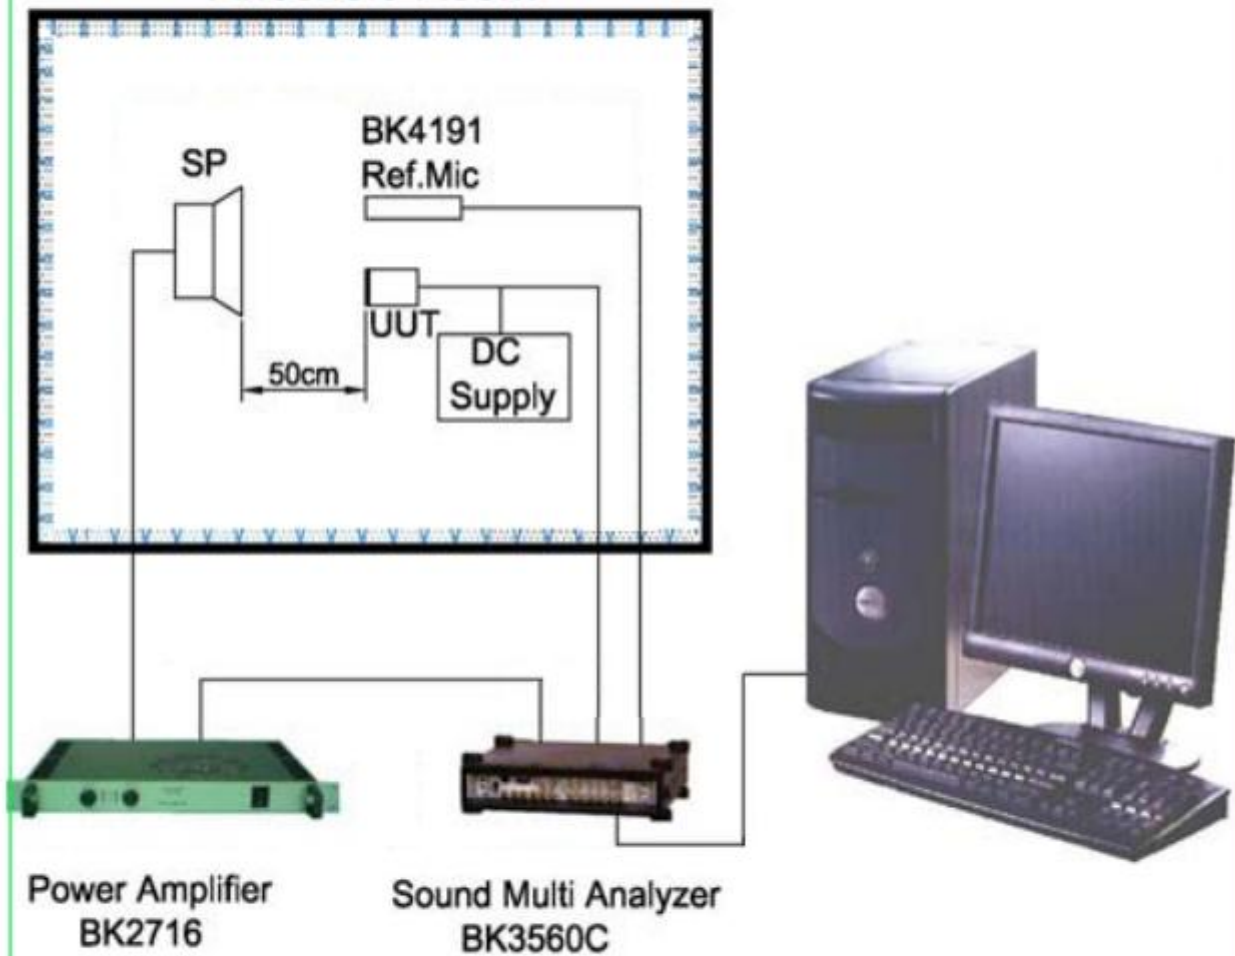 SP
BK4191
Ref.Mic
UUT
50cm
DC
Supply
Power Amplifier
BK2716
Sound Multi Analyzer
BK3560C